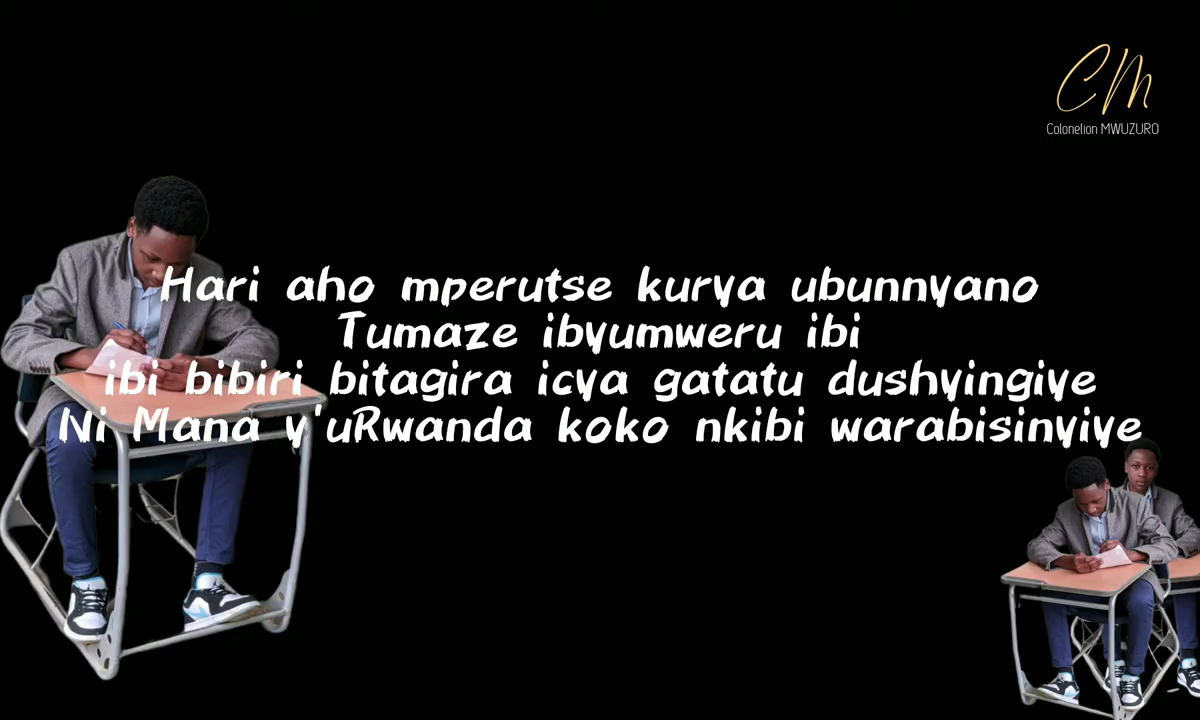 CM
Colonelion MWUZURO
Hari aho mperutse kurya ubunnyano
Tumaze ibyumweru ibi
ibi bibiri bitagira icya gatatu dushyingiye
Ni Mana y'uRwanda koko nkibi warabisinyiye